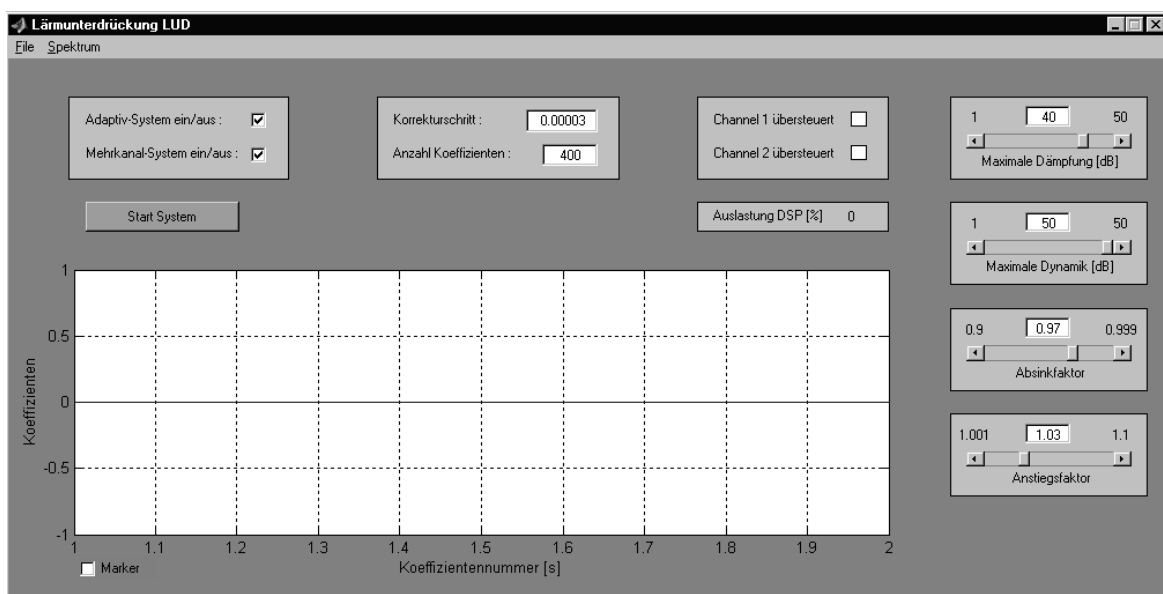 Lärmunterdrückung LUD
File Spektrum
Adaptiv-System ein/aus :
Mehrkanal-System ein/aus :
Korrekturschritt : 0.00003
Anzahl Koeffizienten : 400
Channel 1 übersteuert
Channel 2 übersteuert
1 40 50
Maximale Dämpfung [dB]
Start System
Auslastung DSP [%] 0
1 50 50
Maximale Dynamik [dB]
0.9 0.97 0.999
Absinkfaktor
1.001 1.03 1.1
Anstiegsfaktor
Koeffizienten
1
0.5
0
-0.5
-1
1 1.1 1.2 1.3 1.4 1.5 1.6 1.7 1.8 1.9 2
Marker
Koeffizientennummer [s]